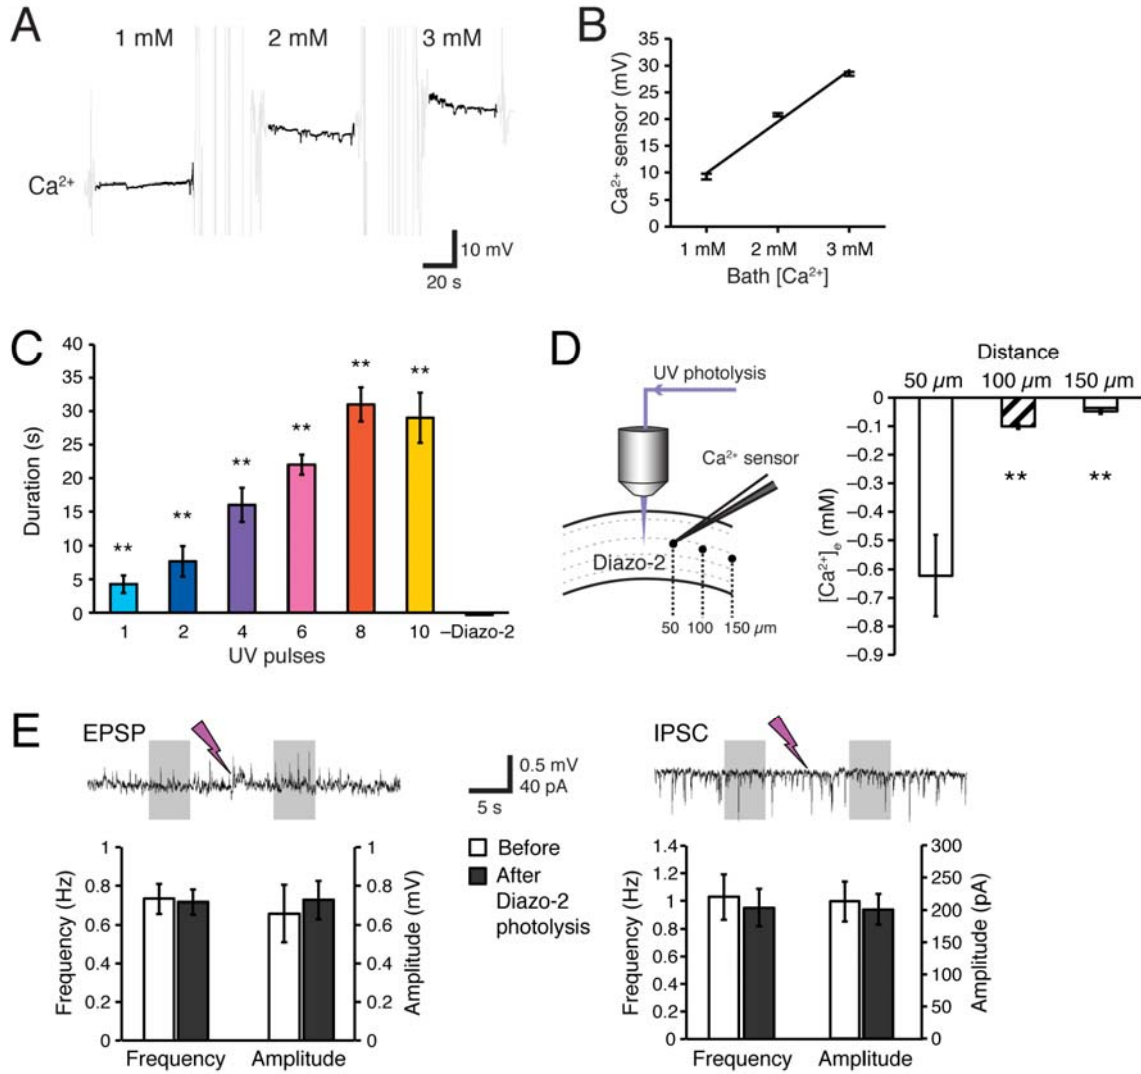 A
1 mM 2 mM 3 mM
Ca²⁺
10 mV
20 s
B
Ca²⁺ sensor (mV)
35
30
25
20
15
10
5
0
1 mM 2 mM 3 mM
Bath [Ca²⁺]
C
Duration (s)
40
35
30
25
20
15
10
5
0
** ** ** ** ** **
1 2 4 6 8 10 –Diazo-2
UV pulses
D
UV photolysis
Ca²⁺ sensor
Diazo-2
50 100 150 µm
Distance
50 µm 100 µm 150 µm
[Ca²⁺]e (mM)
0
–0.1
–0.2
–0.3
–0.4
–0.5
–0.6
–0.7
–0.8
–0.9
** **
E
EPSP
0.5 mV
40 pA
5 s
IPSC
Before
After
Diazo-2
photolysis
Frequency (Hz)
1
0.8
0.6
0.4
0.2
0
Amplitude (mV)
1
0.8
0.6
0.4
0.2
0
Frequency Amplitude
Frequency (Hz)
1.4
1.2
1
0.8
0.6
0.4
0.2
0
Amplitude (pA)
300
250
200
150
100
50
0
Frequency Amplitude